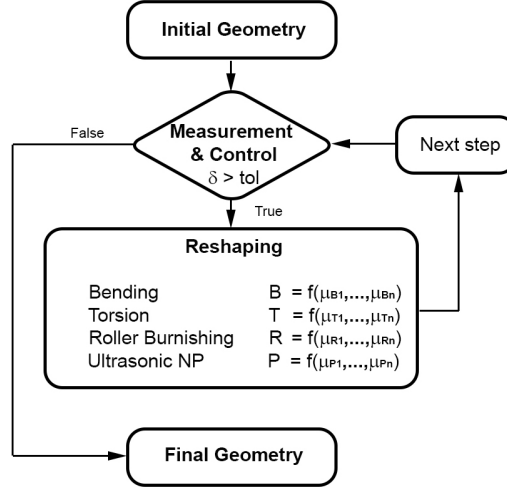 Initial Geometry
False
Measurement
& Control
δ > tol
Next step
True
Reshaping
Bending B = f(μB1,...,μBn)
Torsion T = f(μT1,...,μTn)
Roller Burnishing R = f(μR1,...,μRn)
Ultrasonic NP P = f(μP1,...,μPn)
Final Geometry